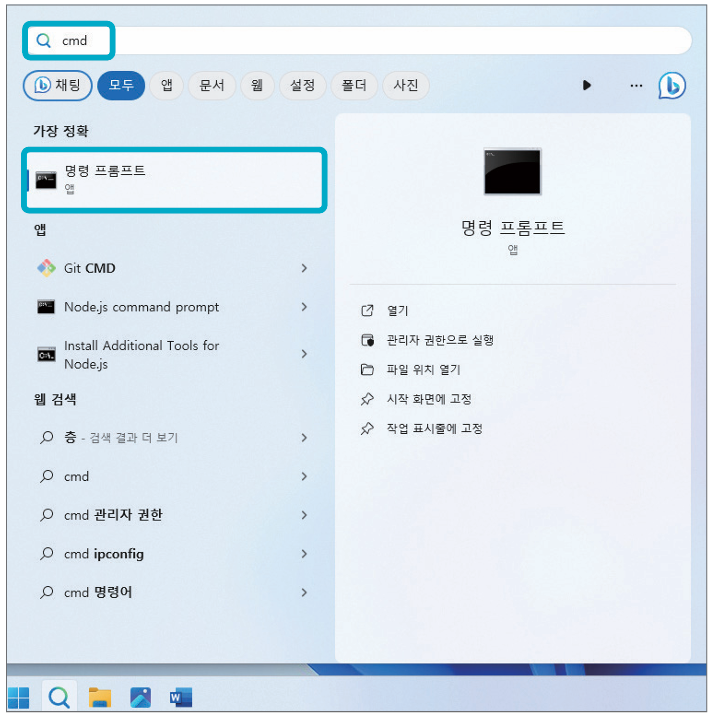 cmd
채팅 모두 앱 문서 웹 설정 폴더 사진 ...
가장 정확
명령 프롬프트
앱
앱
Git CMD
Node.js command prompt
Install Additional Tools for
Node.js
웹 검색
층 - 검색 결과 더 보기
cmd
cmd 관리자 권한
cmd ipconfig
cmd 명령어
명령 프롬프트
앱
열기
관리자 권한으로 실행
파일 위치 열기
시작 화면에 고정
작업 표시줄에 고정